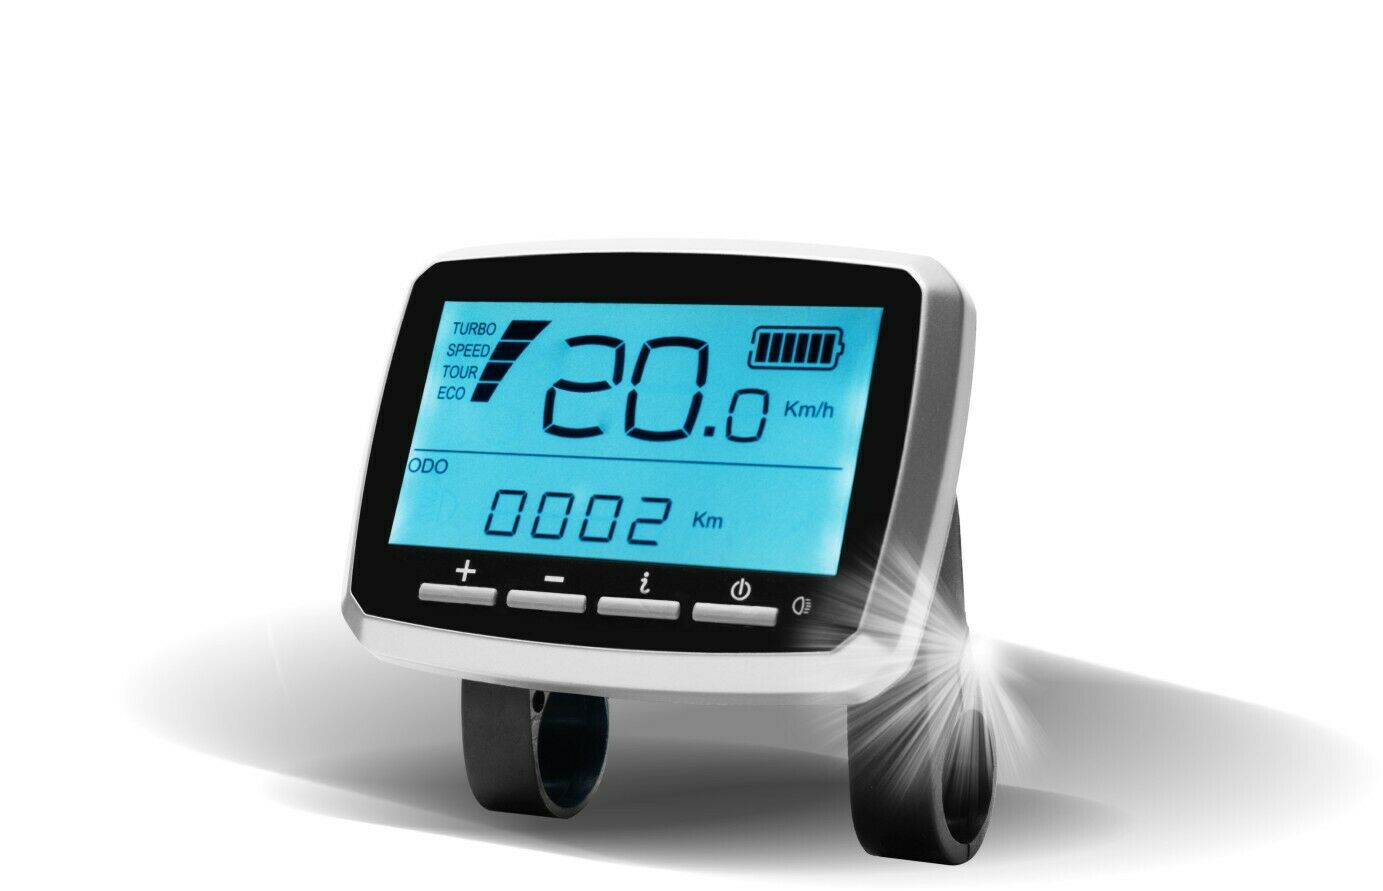 TURBO
SPEED
TOUR
ECO
20.0 Km/h
ODO
0002 Km
+ - i